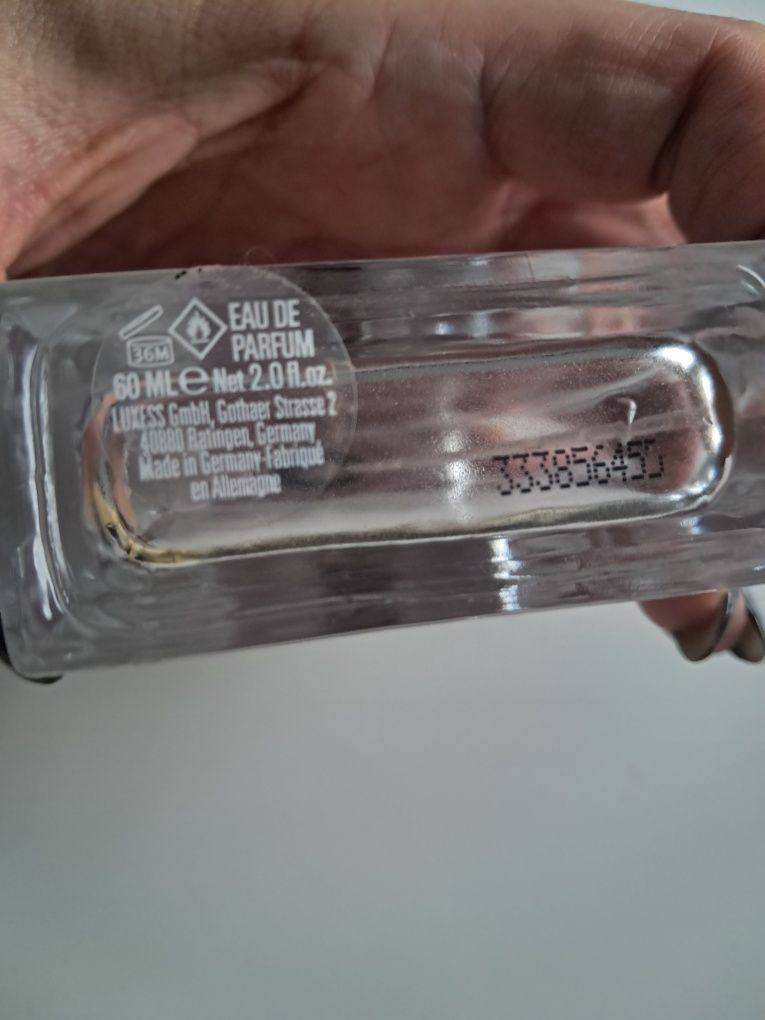 36M
EAU DE
PARFUM
60 ML e Net 2.0 fl.oz.
LUXESS GmbH, Gothaer Strasse 2
40880 Ratingen, Germany
Made in Germany-Fabriqué
en Allemagne